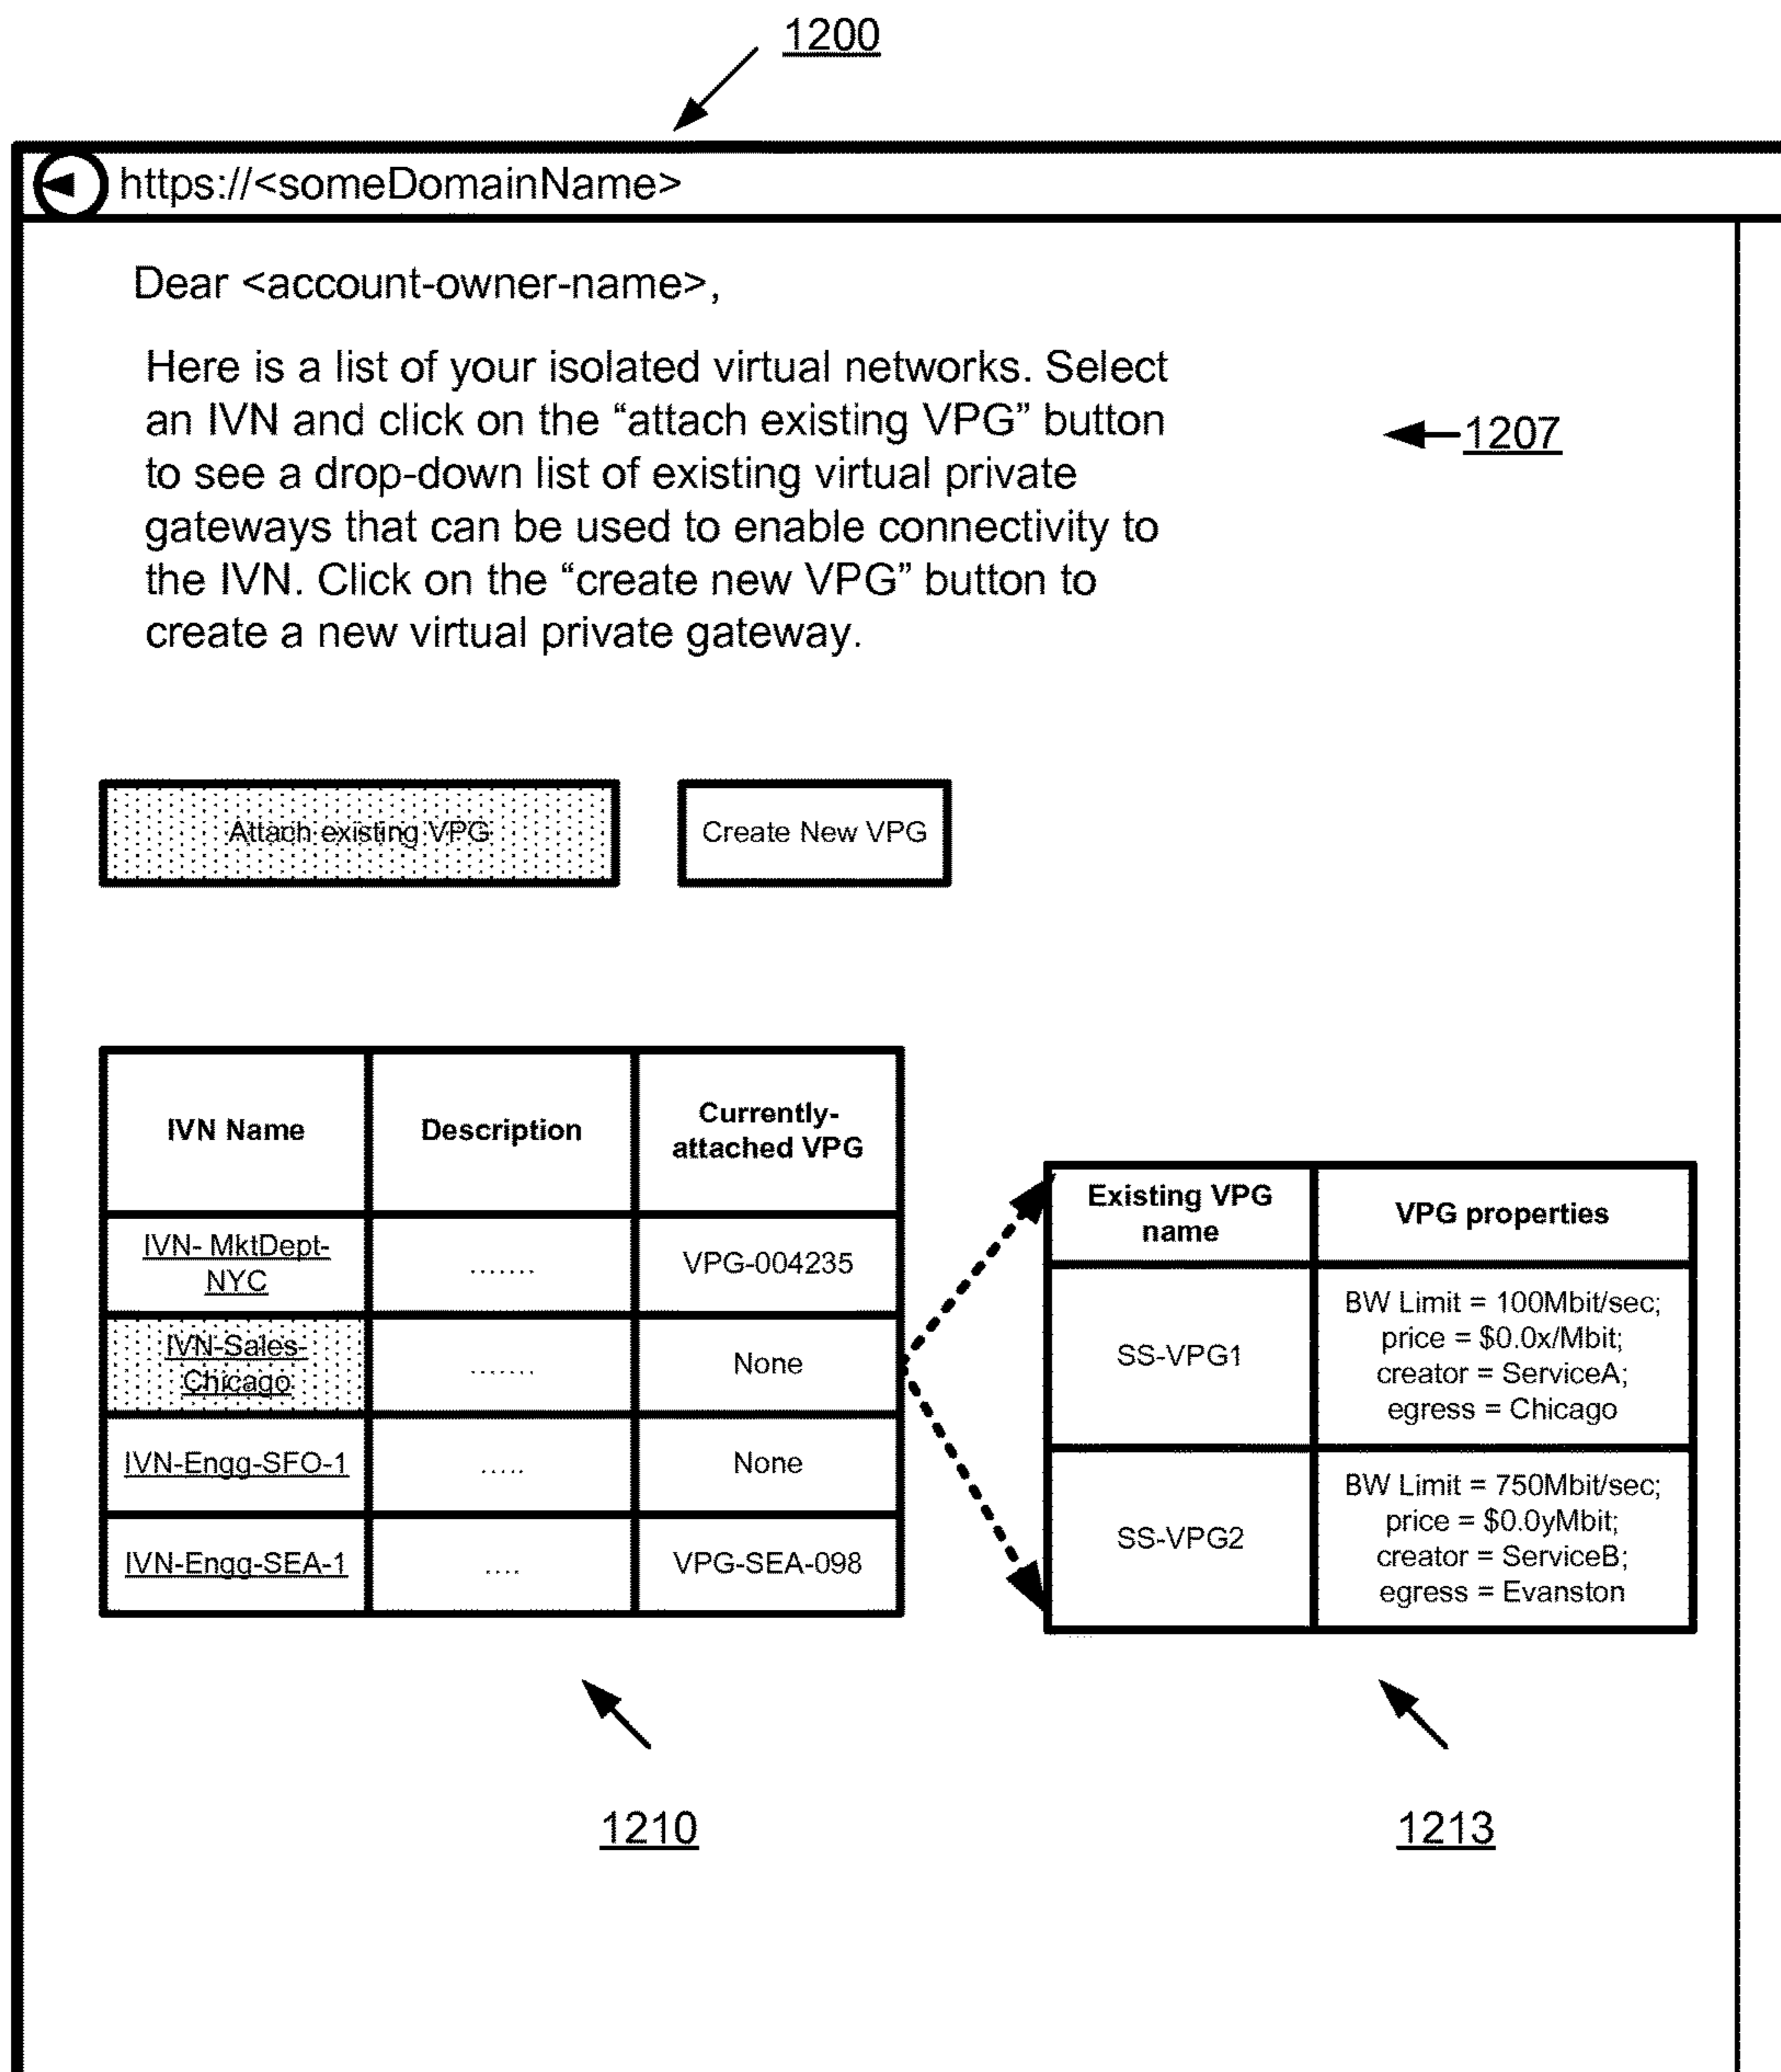 1200
https://<someDomainName>
Dear <account-owner-name>,
Here is a list of your isolated virtual networks. Select
an IVN and click on the “attach existing VPG” button
to see a drop-down list of existing virtual private
gateways that can be used to enable connectivity to
the IVN. Click on the “create new VPG” button to
create a new virtual private gateway.
1207
Attach existing VPG
Create New VPG
IVN Name
Description
Currently-
attached VPG
IVN- MktDept-
NYC
.......
VPG-004235
IVN-Sales-
Chicago
.......
None
IVN-Engg-SFO-1
.....
None
IVN-Engg-SEA-1
....
VPG-SEA-098
Existing VPG
name
VPG properties
SS-VPG1
BW Limit = 100Mbit/sec;
price = $0.0x/Mbit;
creator = ServiceA;
egress = Chicago
SS-VPG2
BW Limit = 750Mbit/sec;
price = $0.0yMbit;
creator = ServiceB;
egress = Evanston
1210
1213